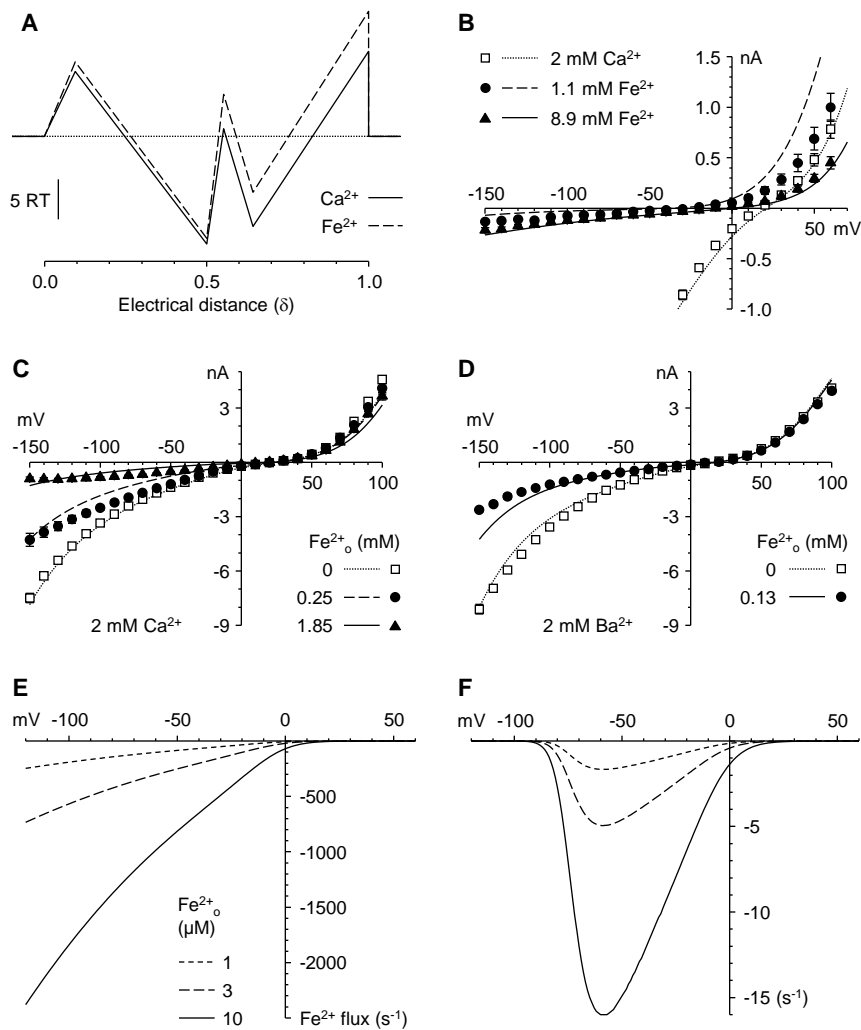 A
5 RT
Ca²⁺
Fe²⁺
0.0 0.5 1.0
Electrical distance (δ)
B
nA
2 mM Ca²⁺
1.1 mM Fe²⁺
8.9 mM Fe²⁺
1.5
1.0
0.5
-150 -100 -50
50 mV
-0.5
-1.0
C
nA
mV
3
-150 -100 -50
50 100
-3
-6
-9
Fe²⁺ₒ (mM)
0
0.25
1.85
2 mM Ca²⁺
D
nA
mV
3
-150 -100 -50
50 100
-3
-6
-9
Fe²⁺ₒ (mM)
0
0.13
2 mM Ba²⁺
E
mV -100 -50 0 50
-500
-1000
-1500
-2000
Fe²⁺ₒ
(µM)
1
3
10
Fe²⁺ flux (s⁻¹)
F
mV -100 -50 0 50
-5
-10
-15 (s⁻¹)